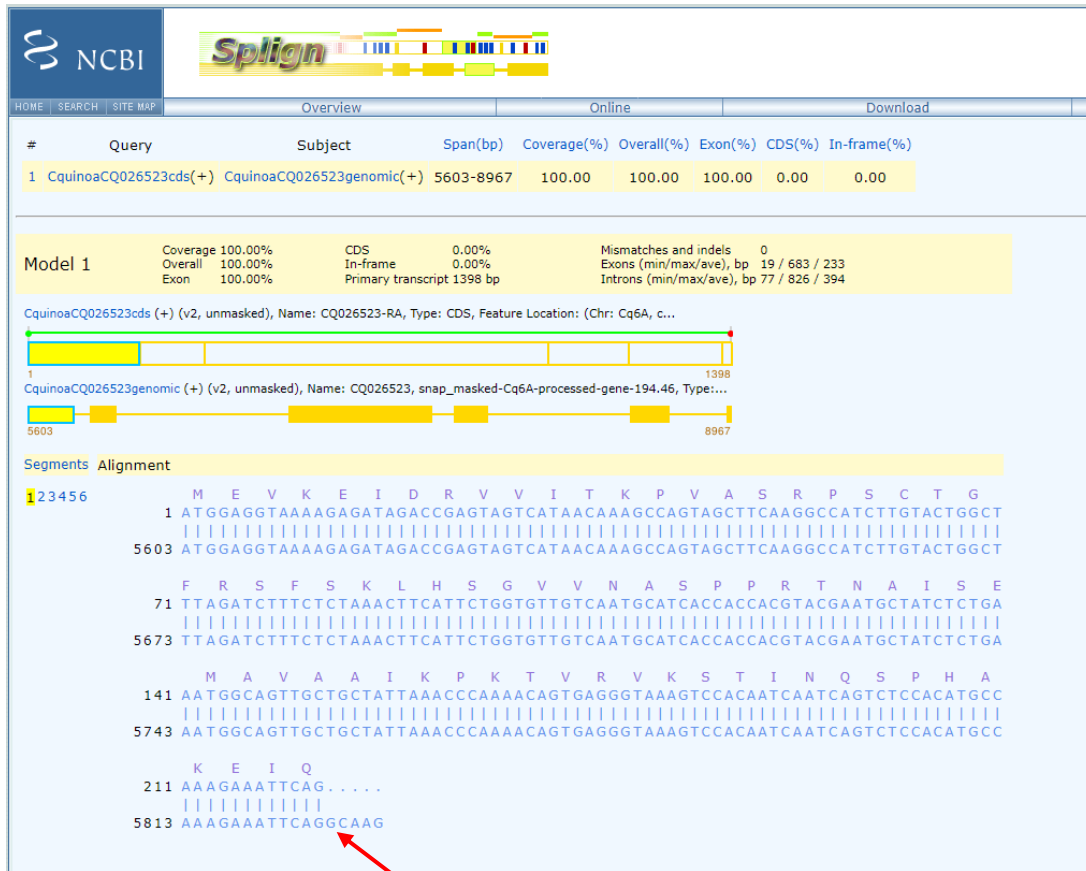 NCBI
Splign
HOME SEARCH SITE MAP Overview Online Download
# Query Subject Span(bp) Coverage(%) Overall(%) Exon(%) CDS(%) In-frame(%)
1 CquinoaCQ026523cds(+) CquinoaCQ026523genomic(+) 5603-8967 100.00 100.00 100.00 0.00 0.00
Model 1
Coverage 100.00% CDS 0.00% Mismatches and indels 0
Overall 100.00% In-frame 0.00% Exons (min/max/ave), bp 19 / 683 / 233
Exon 100.00% Primary transcript 1398 bp Introns (min/max/ave), bp 77 / 826 / 394
CquinoaCQ026523cds (+) (v2, unmasked), Name: CQ026523-RA, Type: CDS, Feature Location: (Chr: Cq6A, c...
1 1398
CquinoaCQ026523genomic (+) (v2, unmasked), Name: CQ026523, snap_masked-Cq6A-processed-gene-194.46, Type:...
5603 8967
Segments Alignment
123456
M E V K E I D R V V I T K P V A S R P S C T G
1 ATGGAGGTAAAAGAGATAGACCGAGTAGTCATAACAAAGCCAGTAGCTTCAAGGCCATCTTGTACTGGCT
5603 ATGGAGGTAAAAGAGATAGACCGAGTAGTCATAACAAAGCCAGTAGCTTCAAGGCCATCTTGTACTGGCT
F R S F S K L H S G V V N A S P P R T N A I S E
71 TTAGATCTTTCTCTAAACTTCATTCTGGTGTTGTCAATGCATCACCACCACGTACGAATGCTATCTCTGA
5673 TTAGATCTTTCTCTAAACTTCATTCTGGTGTTGTCAATGCATCACCACCACGTACGAATGCTATCTCTGA
M A V A A I K P K T V R V K S T I N Q S P H A
141 AATGGCAGTTGCTGCTATTAAACCCAAAACAGTGAGGGTAAAGTCCACAATCAATCAGTCTCCACATGCC
5743 AATGGCAGTTGCTGCTATTAAACCCAAAACAGTGAGGGTAAAGTCCACAATCAATCAGTCTCCACATGCC
K E I Q
211 AAAGAAATTCAG.....
5813 AAAGAAATTCAGGCAAG